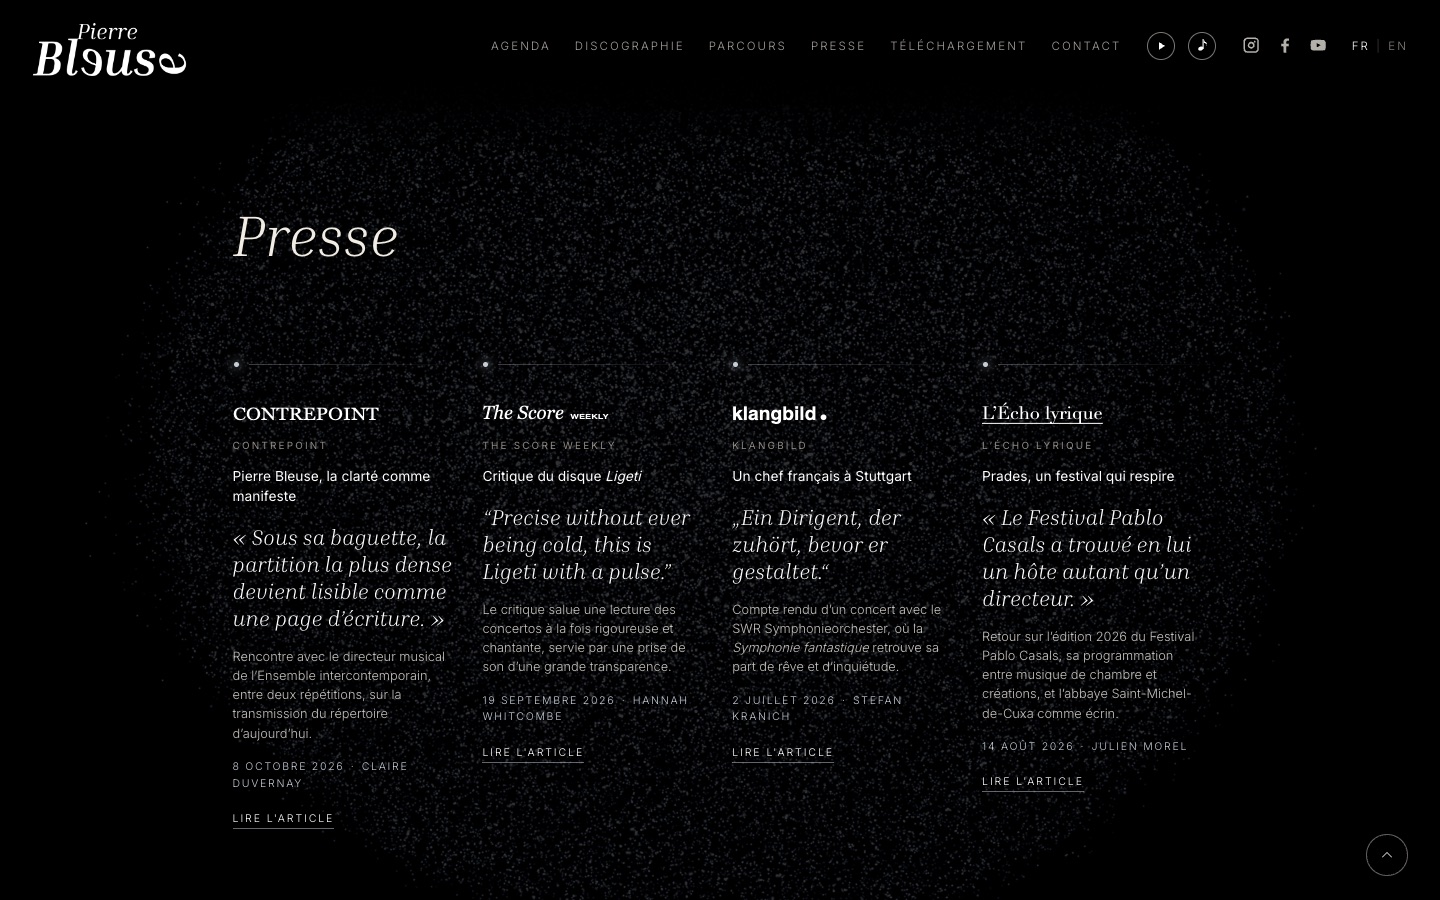 Pierre
Bleuse
AGENDA DISCOGRAPHIE PARCOURS PRESSE TÉLÉCHARGEMENT CONTACT FR | EN
Presse
CONTREPOINT
CONTREPOINT
Pierre Bleuse, la clarté comme
manifeste
« Sous sa baguette, la
partition la plus dense
devient lisible comme
une page d’écriture. »
Rencontre avec le directeur musical
de l’Ensemble intercontemporain,
entre deux répétitions, sur la
transmission du répertoire
d’aujourd’hui.
8 OCTOBRE 2026 · CLAIRE
DUVERNAY
LIRE L’ARTICLE
The Score WEEKLY
THE SCORE WEEKLY
Critique du disque Ligeti
“Precise without ever
being cold, this is
Ligeti with a pulse.”
Le critique salue une lecture des
concertos à la fois rigoureuse et
chantante, servie par une prise de
son d’une grande transparence.
19 SEPTEMBRE 2026 · HANNAH
WHITCOMBE
LIRE L’ARTICLE
klangbild.
KLANGBILD
Un chef français à Stuttgart
„Ein Dirigent, der
zuhört, bevor er
gestaltet.“
Compte rendu d’un concert avec le
SWR Symphonieorchester, où la
Symphonie fantastique retrouve sa
part de rêve et d’inquiétude.
2 JUILLET 2026 · STEFAN
KRANICH
LIRE L’ARTICLE
L’Écho lyrique
L’ÉCHO LYRIQUE
Prades, un festival qui respire
« Le Festival Pablo
Casals a trouvé en lui
un hôte autant qu’un
directeur. »
Retour sur l’édition 2026 du Festival
Pablo Casals, sa programmation
entre musique de chambre et
créations, et l’abbaye Saint-Michel-
de-Cuxa comme écrin.
14 AOÛT 2026 · JULIEN MOREL
LIRE L’ARTICLE